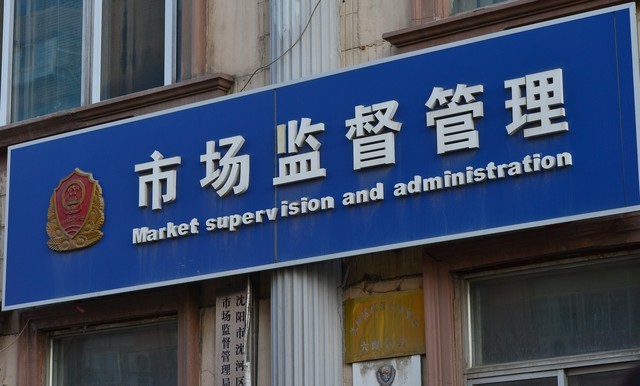 市场监督管理
Market supervision and administration
沈阳市沈河区
市场监督管理局